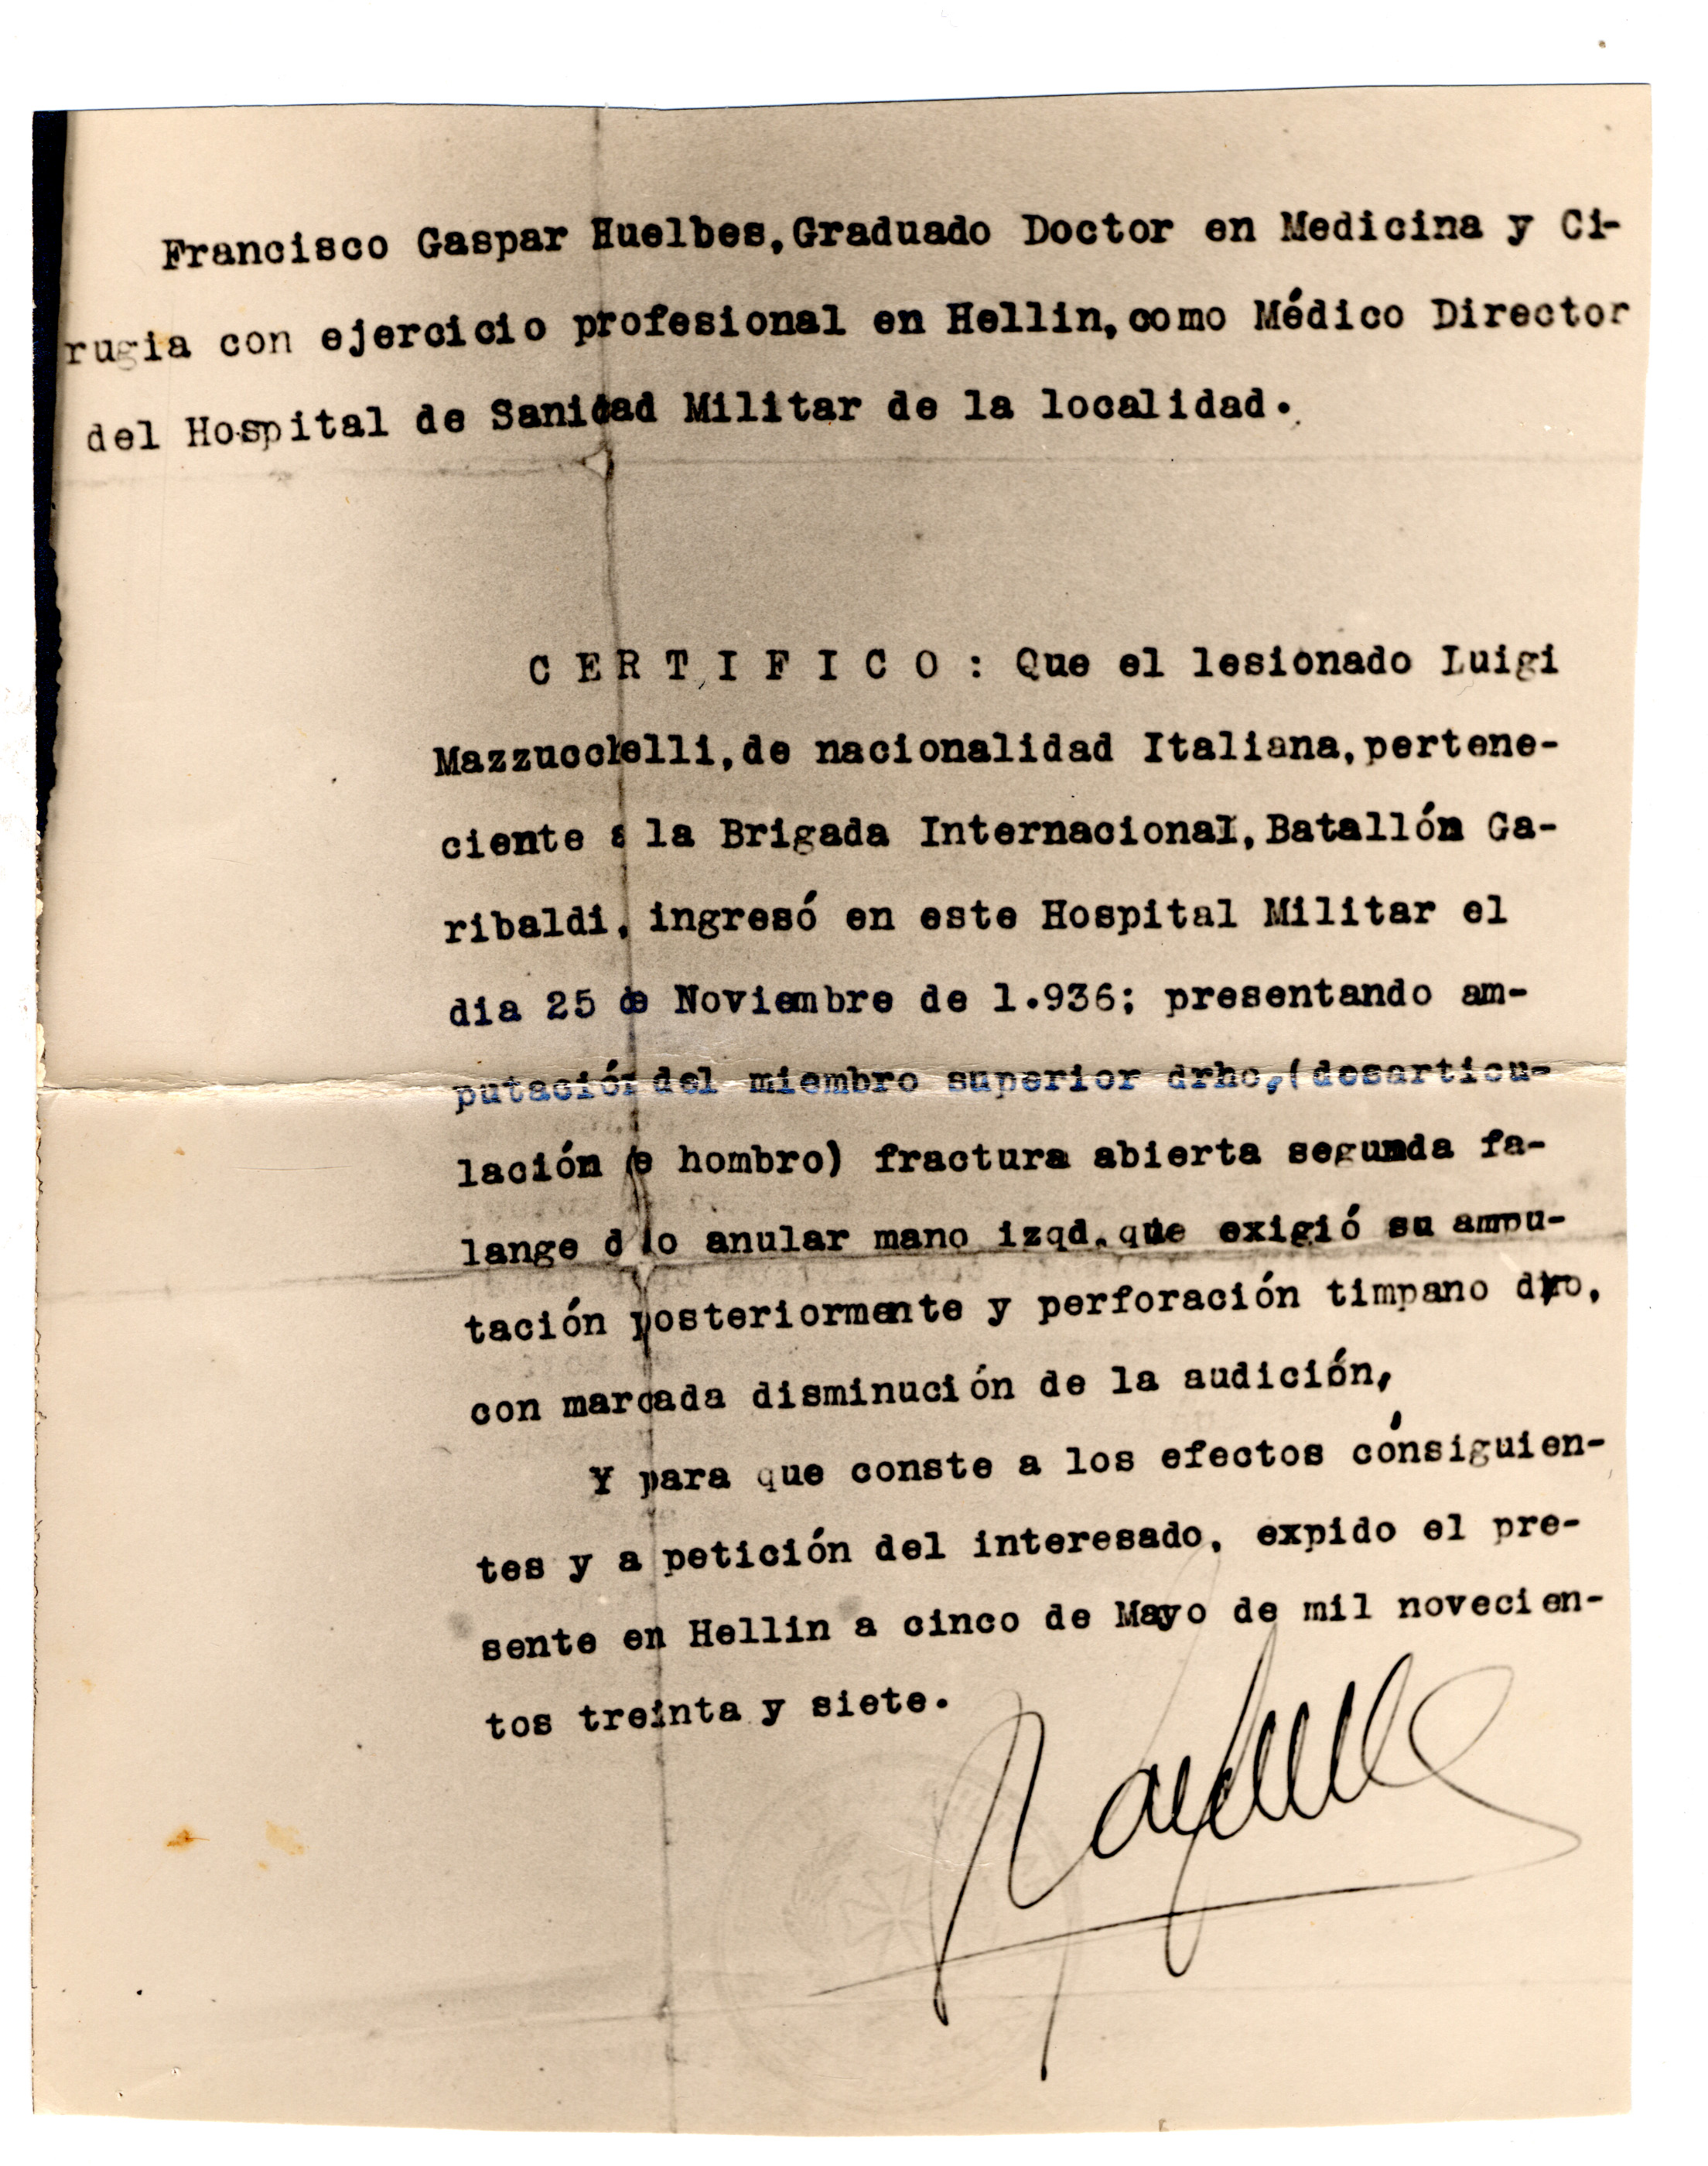 Francisco Gaspar Huelbes, Graduado Doctor en Medicina y Ci-
rugia con ejercicio profesional en Hellin, como Médico Director
del Hospital de Sanidad Militar de la localidad.
C E R T I F I C O : Que el lesionado Luigi
Mazzucchelli, de nacionalidad Italiana, pertene-
ciente a la Brigada Internacional, Batallón Ga-
ribaldi, ingresó en este Hospital Militar el
dia 25 de Noviembre de 1.936; presentando am-
putación del miembro superior drho, (desarticu-
lación de hombro) fractura abierta segunda fa-
lange ddo anular mano izqd. que exigió su ampu-
tación posteriormente y perforación timpano dro,
con marcada disminución de la audición,
Y para que conste a los efectos cónsiguien-
tes y a petición del interesado, expido el pre-
sente en Hellin a cinco de Mayo de mil novecien-
tos treinta y siete.